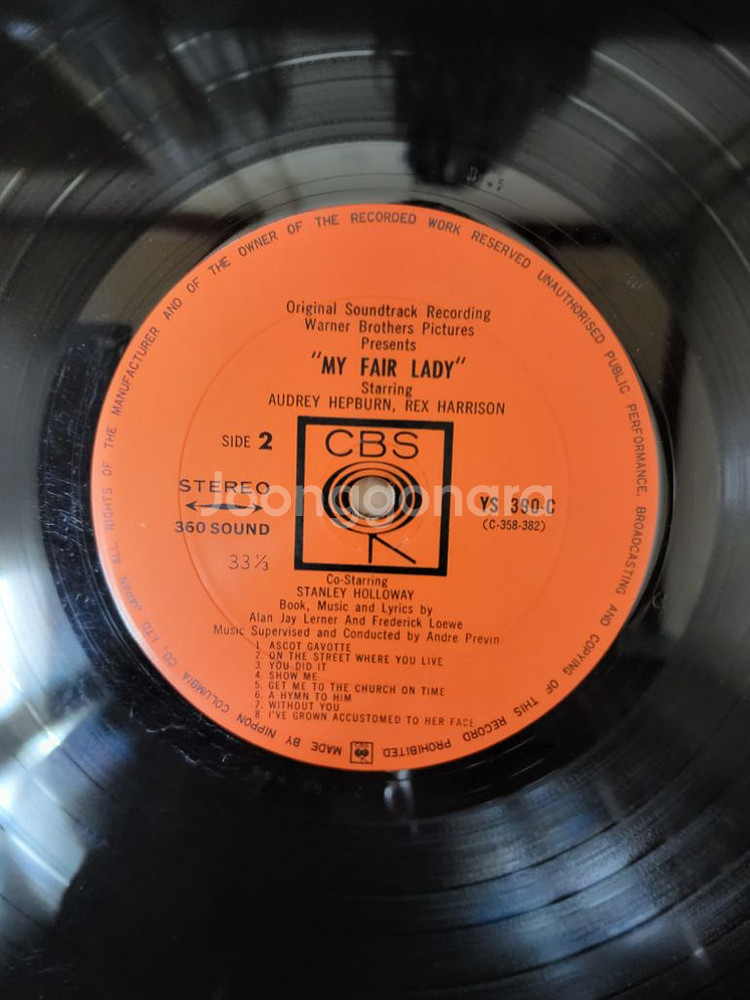 ALL RIGHTS OF THE MANUFACTURER AND OF THE OWNER OF THE RECORDED WORK RESERVED UNAUTHORISED PUBLIC PERFORMANCE, BROADCASTING AND COPYING OF THIS RECORD PROHIBITED.
MADE BY NIPPON COLUMBIA CO., LTD. JAPAN
Original Soundtrack Recording
Warner Brothers Pictures
Presents
"MY FAIR LADY"
Starring
AUDREY HEPBURN, REX HARRISON
SIDE 2
CBS
STEREO
360 SOUND
33⅓
YS 390-C
(C-358-382)
Joonggonara
Co-Starring
STANLEY HOLLOWAY
Book, Music and Lyrics by
Alan Jay Lerner And Frederick Loewe
Music Supervised and Conducted by Andre Previn
1. ASCOT GAVOTTE
2. ON THE STREET WHERE YOU LIVE
3. YOU DID IT
4. SHOW ME
5. GET ME TO THE CHURCH ON TIME
6. A HYMN TO HIM
7. WITHOUT YOU
8. I'VE GROWN ACCUSTOMED TO HER FACE